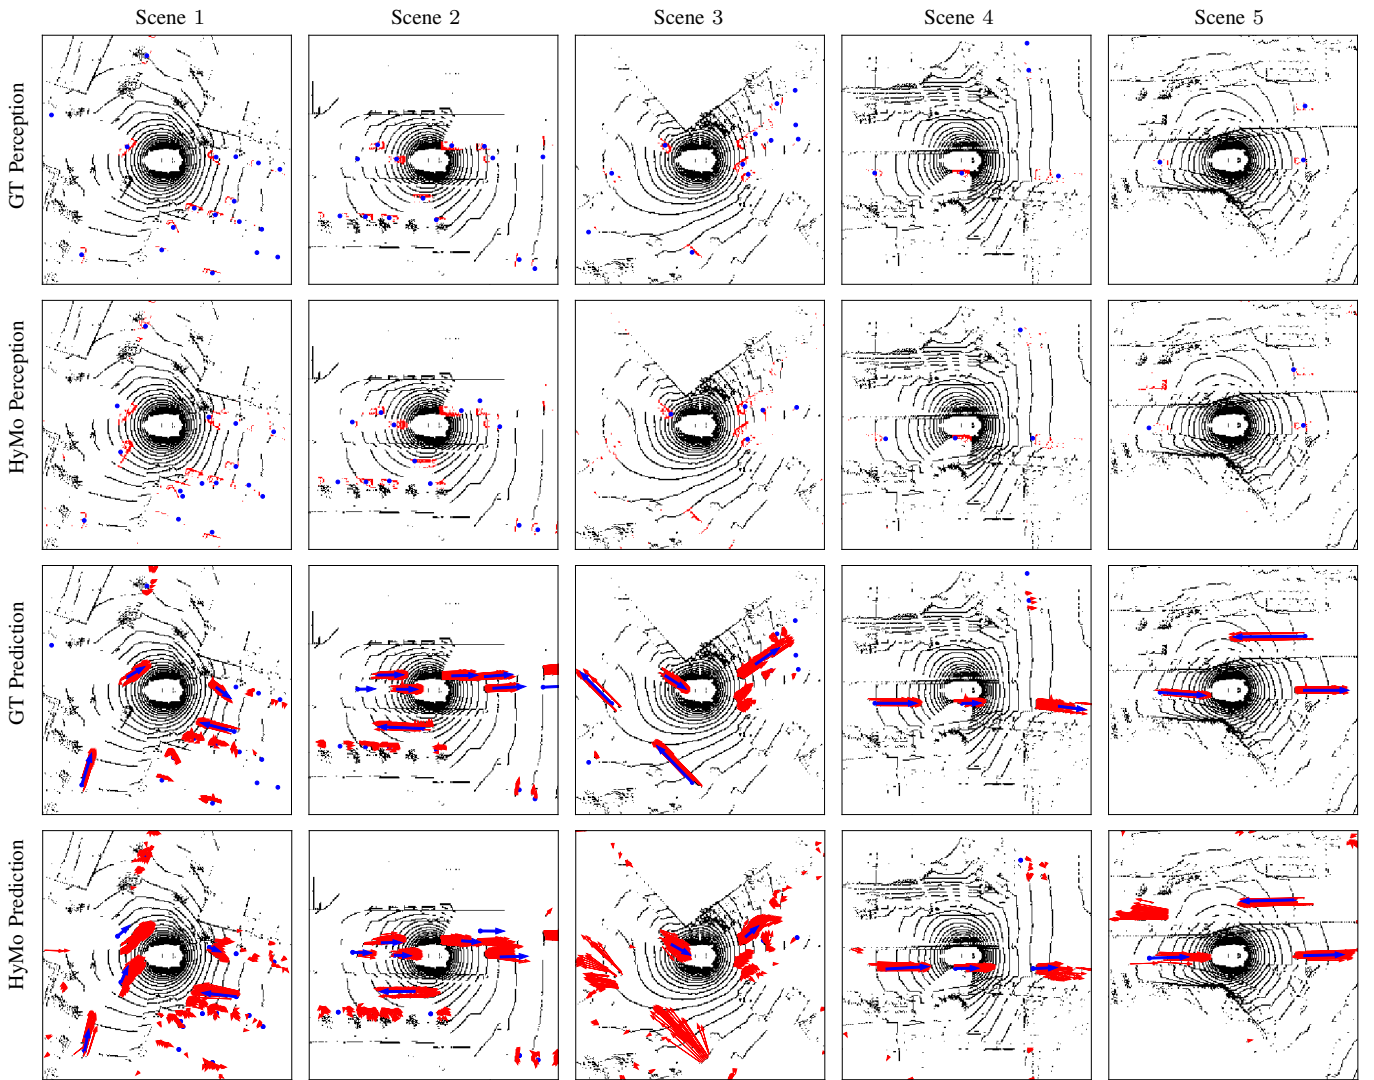 Scene 1 Scene 2 Scene 3 Scene 4 Scene 5
GT Perception
HyMo Perception
GT Prediction
HyMo Prediction